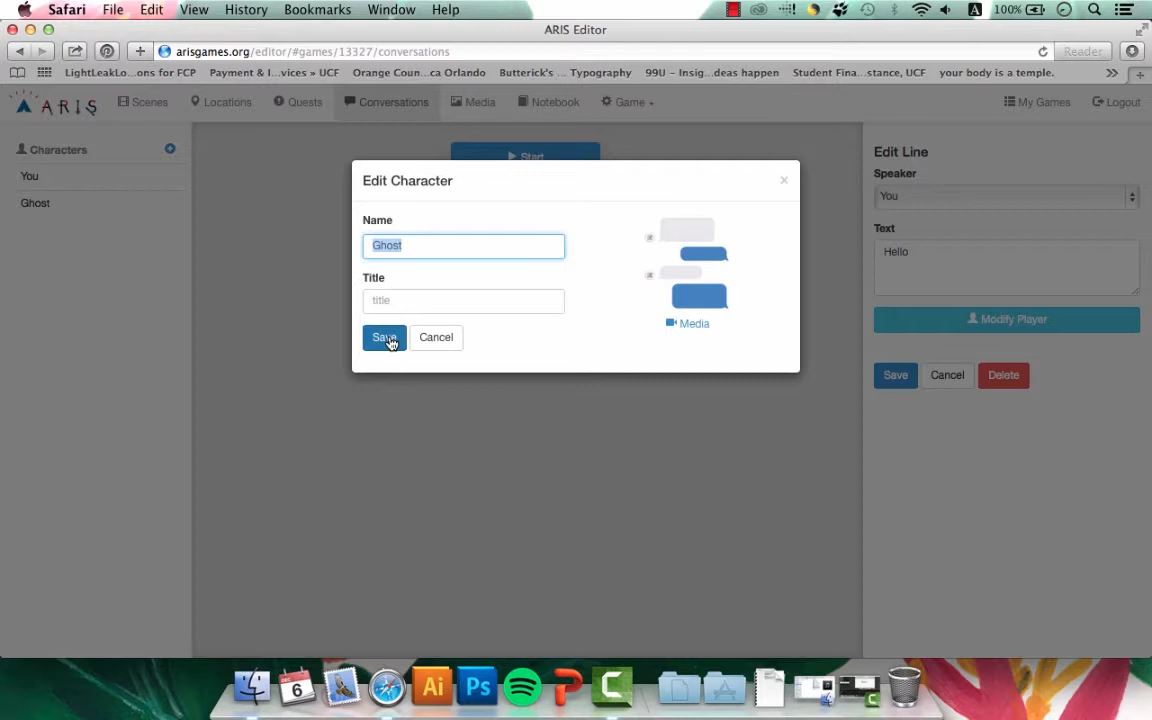 Safari File Edit View History Bookmarks Window Help 100%
ARIS Editor
arisgames.org/editor/#games/13327/conversations Reader
LightLeakLo...ons for FCP Payment & I...vices » UCF Orange Coun...ca Orlando Butterick's ... Typography 99U - Insig...deas happen Student Fina...stance, UCF your body is a temple.
ARIS Scenes Locations Quests Conversations Media Notebook Game My Games Logout
Characters
You
Ghost
Start
Edit Character
Name
Ghost
Title
title
Save Cancel
Media
Edit Line
Speaker
You
Text
Hello
Modify Player
Save Cancel Delete
DEC
6
Ai
Ps